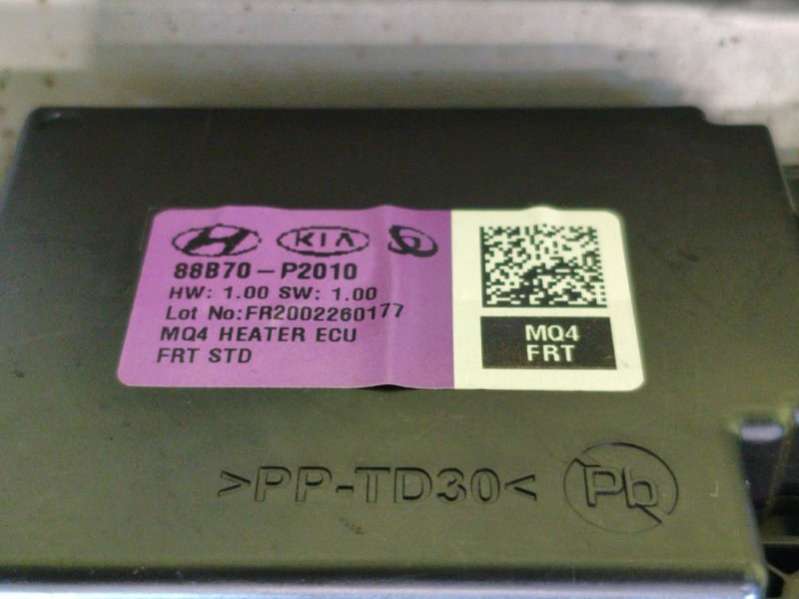 KIA
88B70-P2010
HW: 1.00 SW: 1.00
Lot No:FR2002260177
MQ4 HEATER ECU
FRT STD
MQ4
FRT
>PP-TD30<
Pb